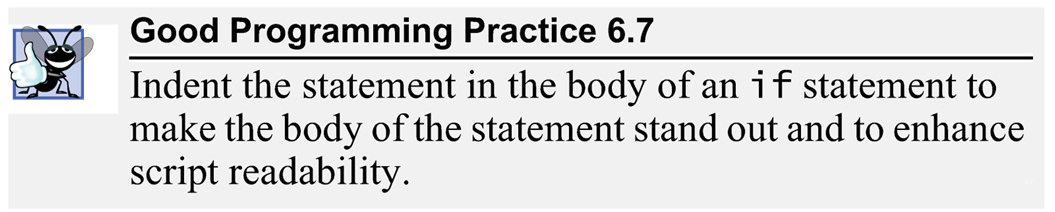 Good Programming Practice 6.7
Indent the statement in the body of an if statement to
make the body of the statement stand out and to enhance
script readability.